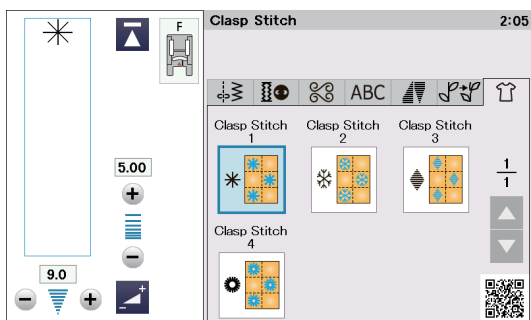 F
Clasp Stitch 2:05
ABC
Clasp Stitch
1
Clasp Stitch
2
Clasp Stitch
3
Clasp Stitch
4
1
1
5.00
9.0